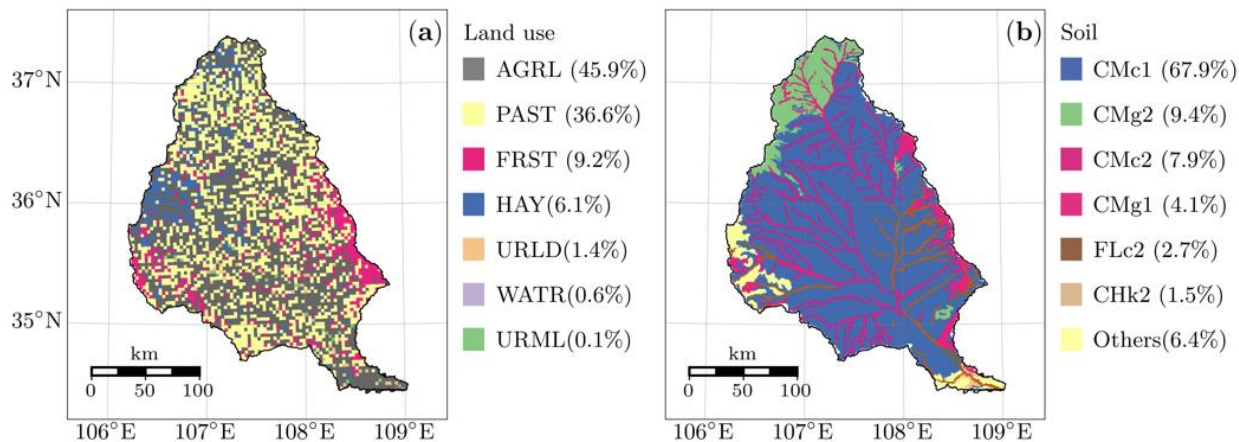 (a)
Land use
AGRL (45.9%)
PAST (36.6%)
FRST (9.2%)
HAY(6.1%)
URLD(1.4%)
WATR(0.6%)
URML(0.1%)
37°N
36°N
35°N
km
0 50 100
106°E 107°E 108°E 109°E
(b)
Soil
CMc1 (67.9%)
CMg2 (9.4%)
CMc2 (7.9%)
CMg1 (4.1%)
FLc2 (2.7%)
CHk2 (1.5%)
Others(6.4%)
km
0 50 100
106°E 107°E 108°E 109°E